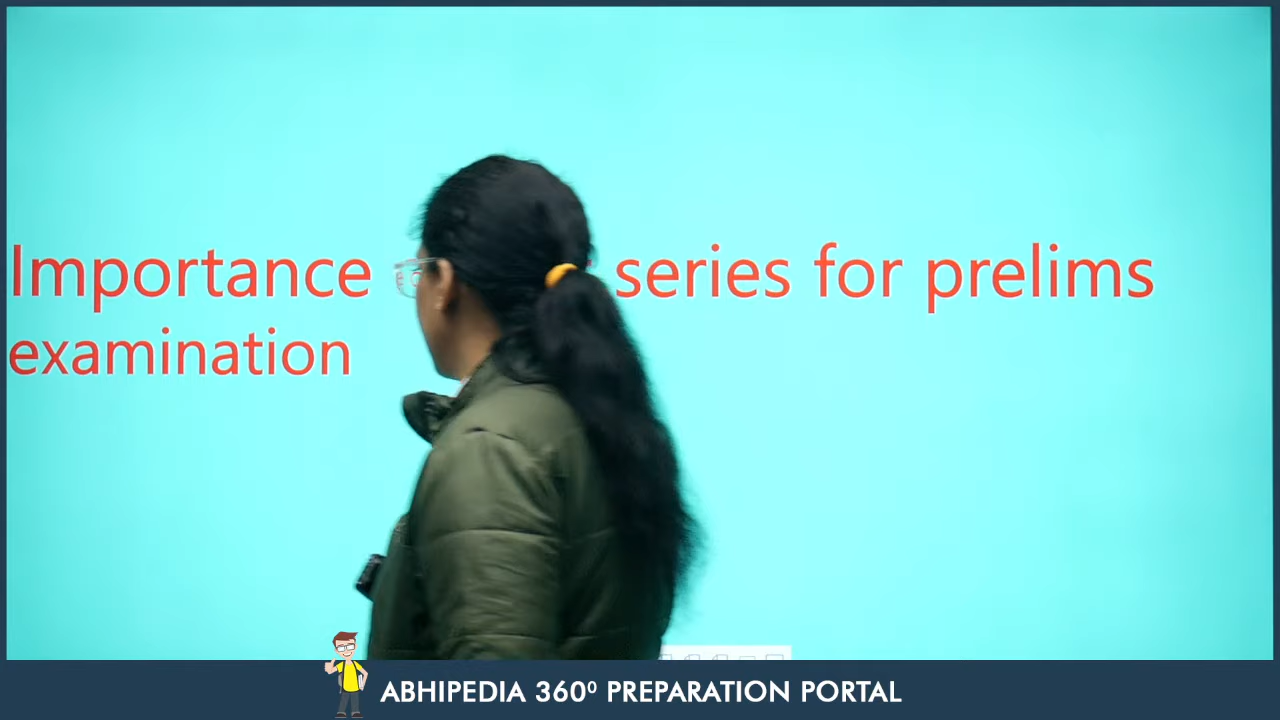 Importance series for prelims
examination
ABHIPEDIA 360⁰ PREPARATION PORTAL